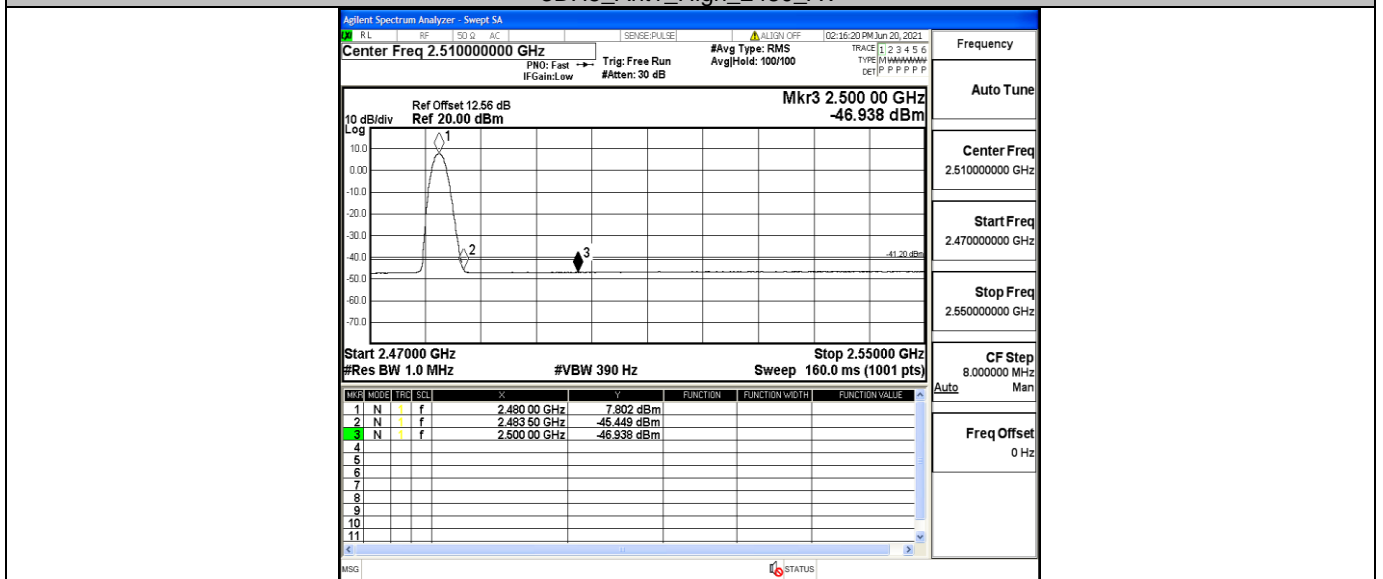 Agilent Spectrum Analyzer - Swept SA
RL RF 50 Ω AC SENSE:PULSE ALIGN OFF 02:16:20 PM Jun 20, 2021
Center Freq 2.510000000 GHz
PNO: Fast
IFGain:Low
Trig: Free Run
#Atten: 30 dB
#Avg Type: RMS
Avg|Hold: 100/100
TRACE 1 2 3 4 5 6
TYPE M
DET P P P P P P
Ref Offset 12.56 dB
10 dB/div Ref 20.00 dBm
Log
Mkr3 2.500 00 GHz
-46.938 dBm
10.0
0.00
-10.0
-20.0
-30.0
-40.0
-50.0
-60.0
-70.0
1
2
3
-41.20 dBm
Start 2.47000 GHz Stop 2.55000 GHz
#Res BW 1.0 MHz #VBW 390 Hz Sweep 160.0 ms (1001 pts)
MKR MODE TRC SCL X Y FUNCTION FUNCTION WIDTH FUNCTION VALUE
1 N 1 f 2.480 00 GHz 7.802 dBm
2 N 1 f 2.483 50 GHz -45.449 dBm
3 N 1 f 2.500 00 GHz -46.938 dBm
4
5
6
7
8
9
10
11
MSG STATUS
Frequency
Auto Tune
Center Freq
2.510000000 GHz
Start Freq
2.470000000 GHz
Stop Freq
2.550000000 GHz
CF Step
8.000000 MHz
Auto Man
Freq Offset
0 Hz